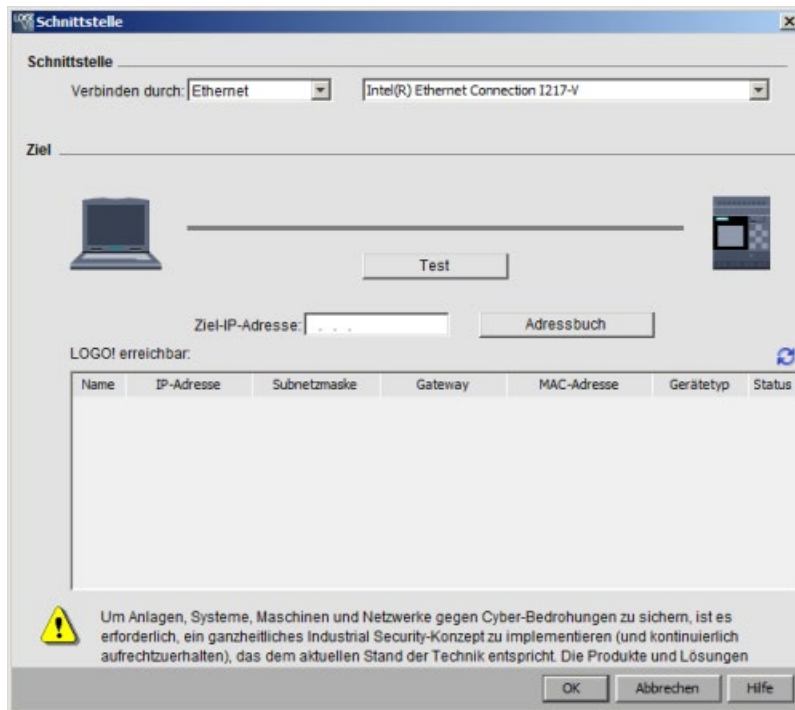 Schnittstelle
Schnittstelle
Verbinden durch: Ethernet Intel(R) Ethernet Connection I217-V
Ziel
Test
Ziel-IP-Adresse: . . . Adressbuch
LOGO! erreichbar:
Name IP-Adresse Subnetzmaske Gateway MAC-Adresse Gerätetyp Status
Um Anlagen, Systeme, Maschinen und Netzwerke gegen Cyber-Bedrohungen zu sichern, ist es
erforderlich, ein ganzheitliches Industrial Security-Konzept zu implementieren (und kontinuierlich
aufrechtzuerhalten), das dem aktuellen Stand der Technik entspricht. Die Produkte und Lösungen
OK Abbrechen Hilfe